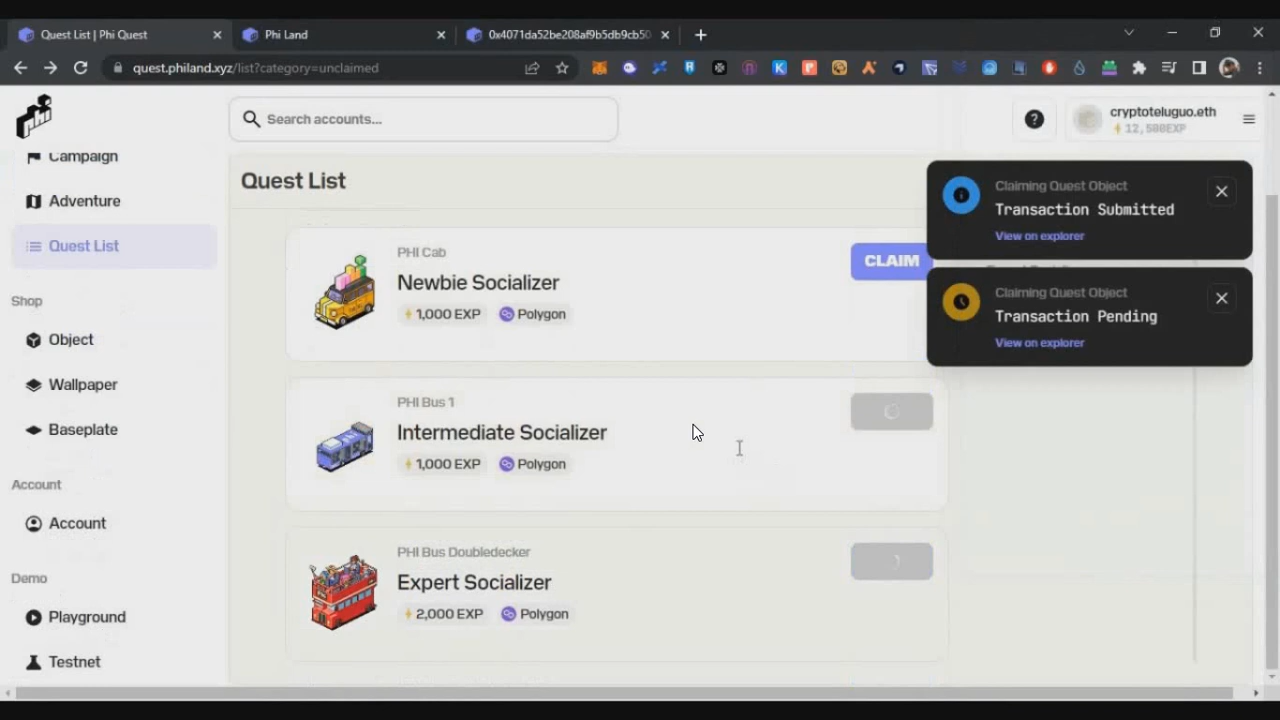 Quest List | Phi Quest
Phi Land
0x4071da52be208af9b5db9cb50
quest.philand.xyz/list?category=unclaimed
Search accounts...
cryptoteluguo.eth
12,500EXP
Campaign
Adventure
Quest List
Shop
Object
Wallpaper
Baseplate
Account
Account
Demo
Playground
Testnet
Quest List
PHI Cab
Newbie Socializer
1,000 EXP
Polygon
CLAIM
PHI Bus 1
Intermediate Socializer
1,000 EXP
Polygon
PHI Bus Doubledecker
Expert Socializer
2,000 EXP
Polygon
Claiming Quest Object
Transaction Submitted
View on explorer
Claiming Quest Object
Transaction Pending
View on explorer